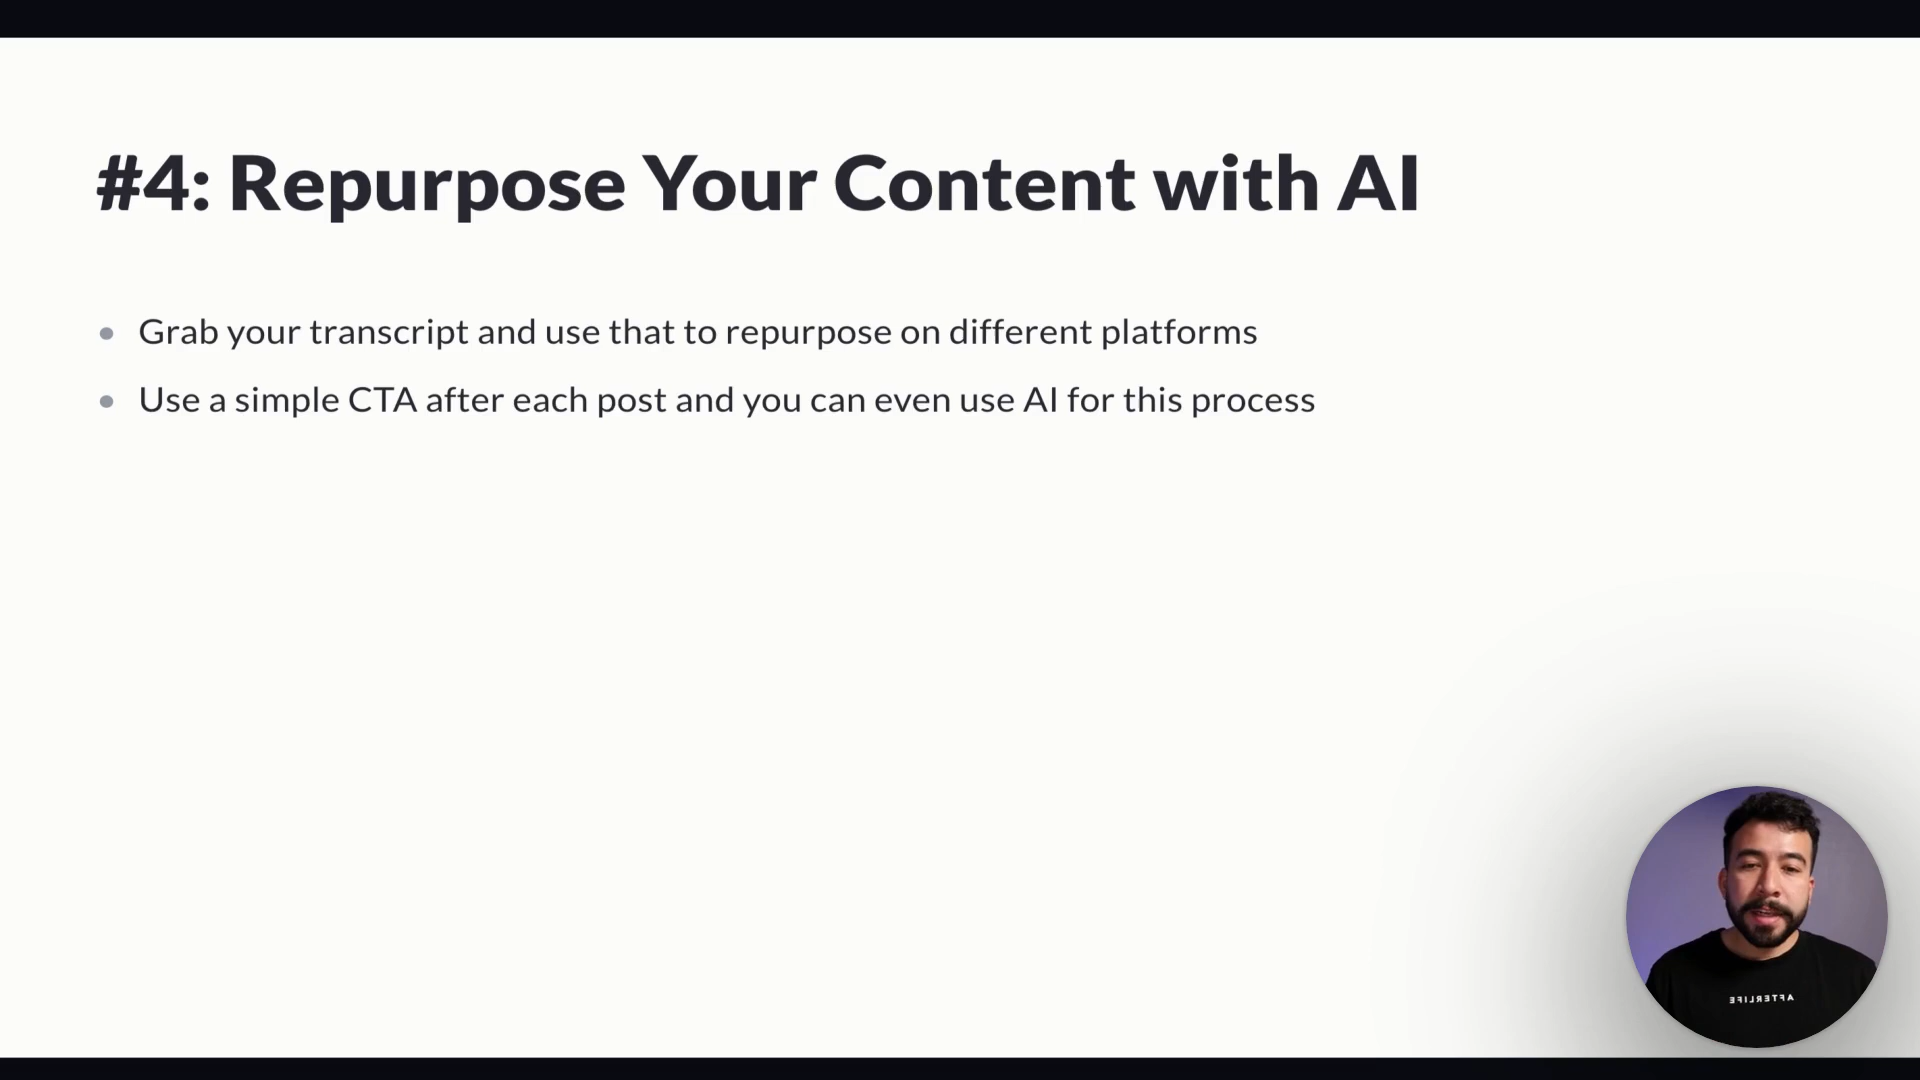 #4: Repurpose Your Content with AI
Grab your transcript and use that to repurpose on different platforms
Use a simple CTA after each post and you can even use AI for this process
AFTERLIFE